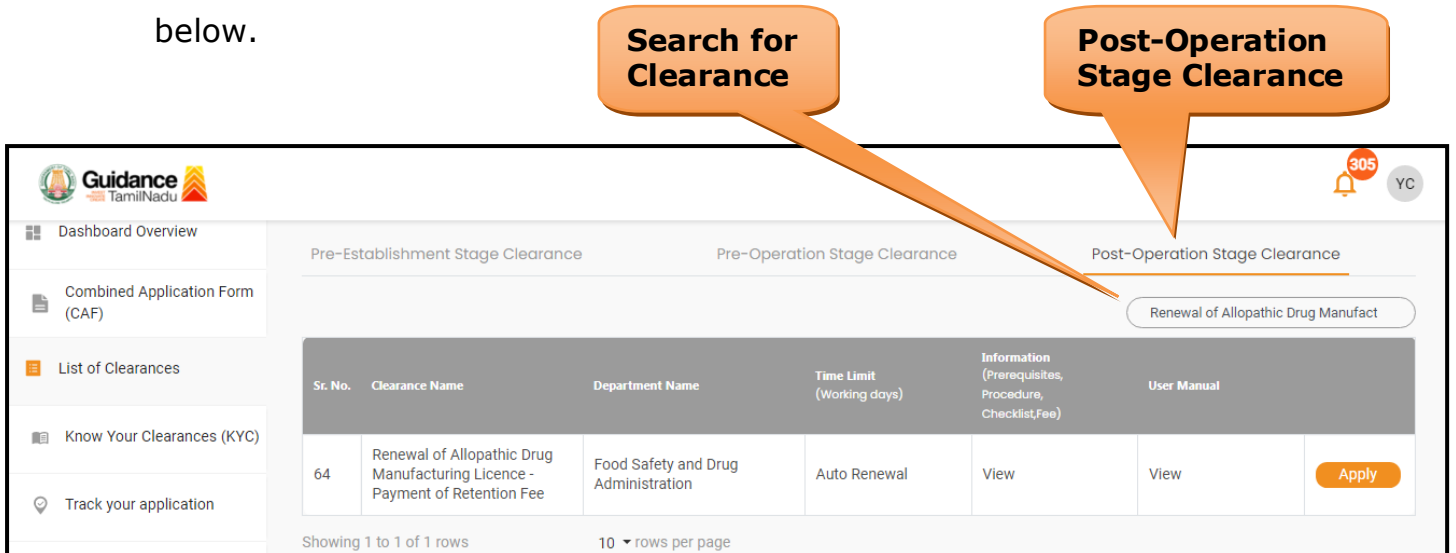 below.
Search for
Clearance
Post-Operation
Stage Clearance
Guidance
TamilNadu
305
YC
Dashboard Overview
Pre-Establishment Stage Clearance
Pre-Operation Stage Clearance
Post-Operation Stage Clearance
Combined Application Form
(CAF)
Renewal of Allopathic Drug Manufact
List of Clearances
Sr. No.
Clearance Name
Department Name
Time Limit
(Working days)
Information
(Prerequisites,
Procedure,
Checklist,Fee)
User Manual
Know Your Clearances (KYC)
64
Renewal of Allopathic Drug
Manufacturing Licence -
Payment of Retention Fee
Food Safety and Drug
Administration
Auto Renewal
View
View
Apply
Track your application
Showing 1 to 1 of 1 rows
10 rows per page